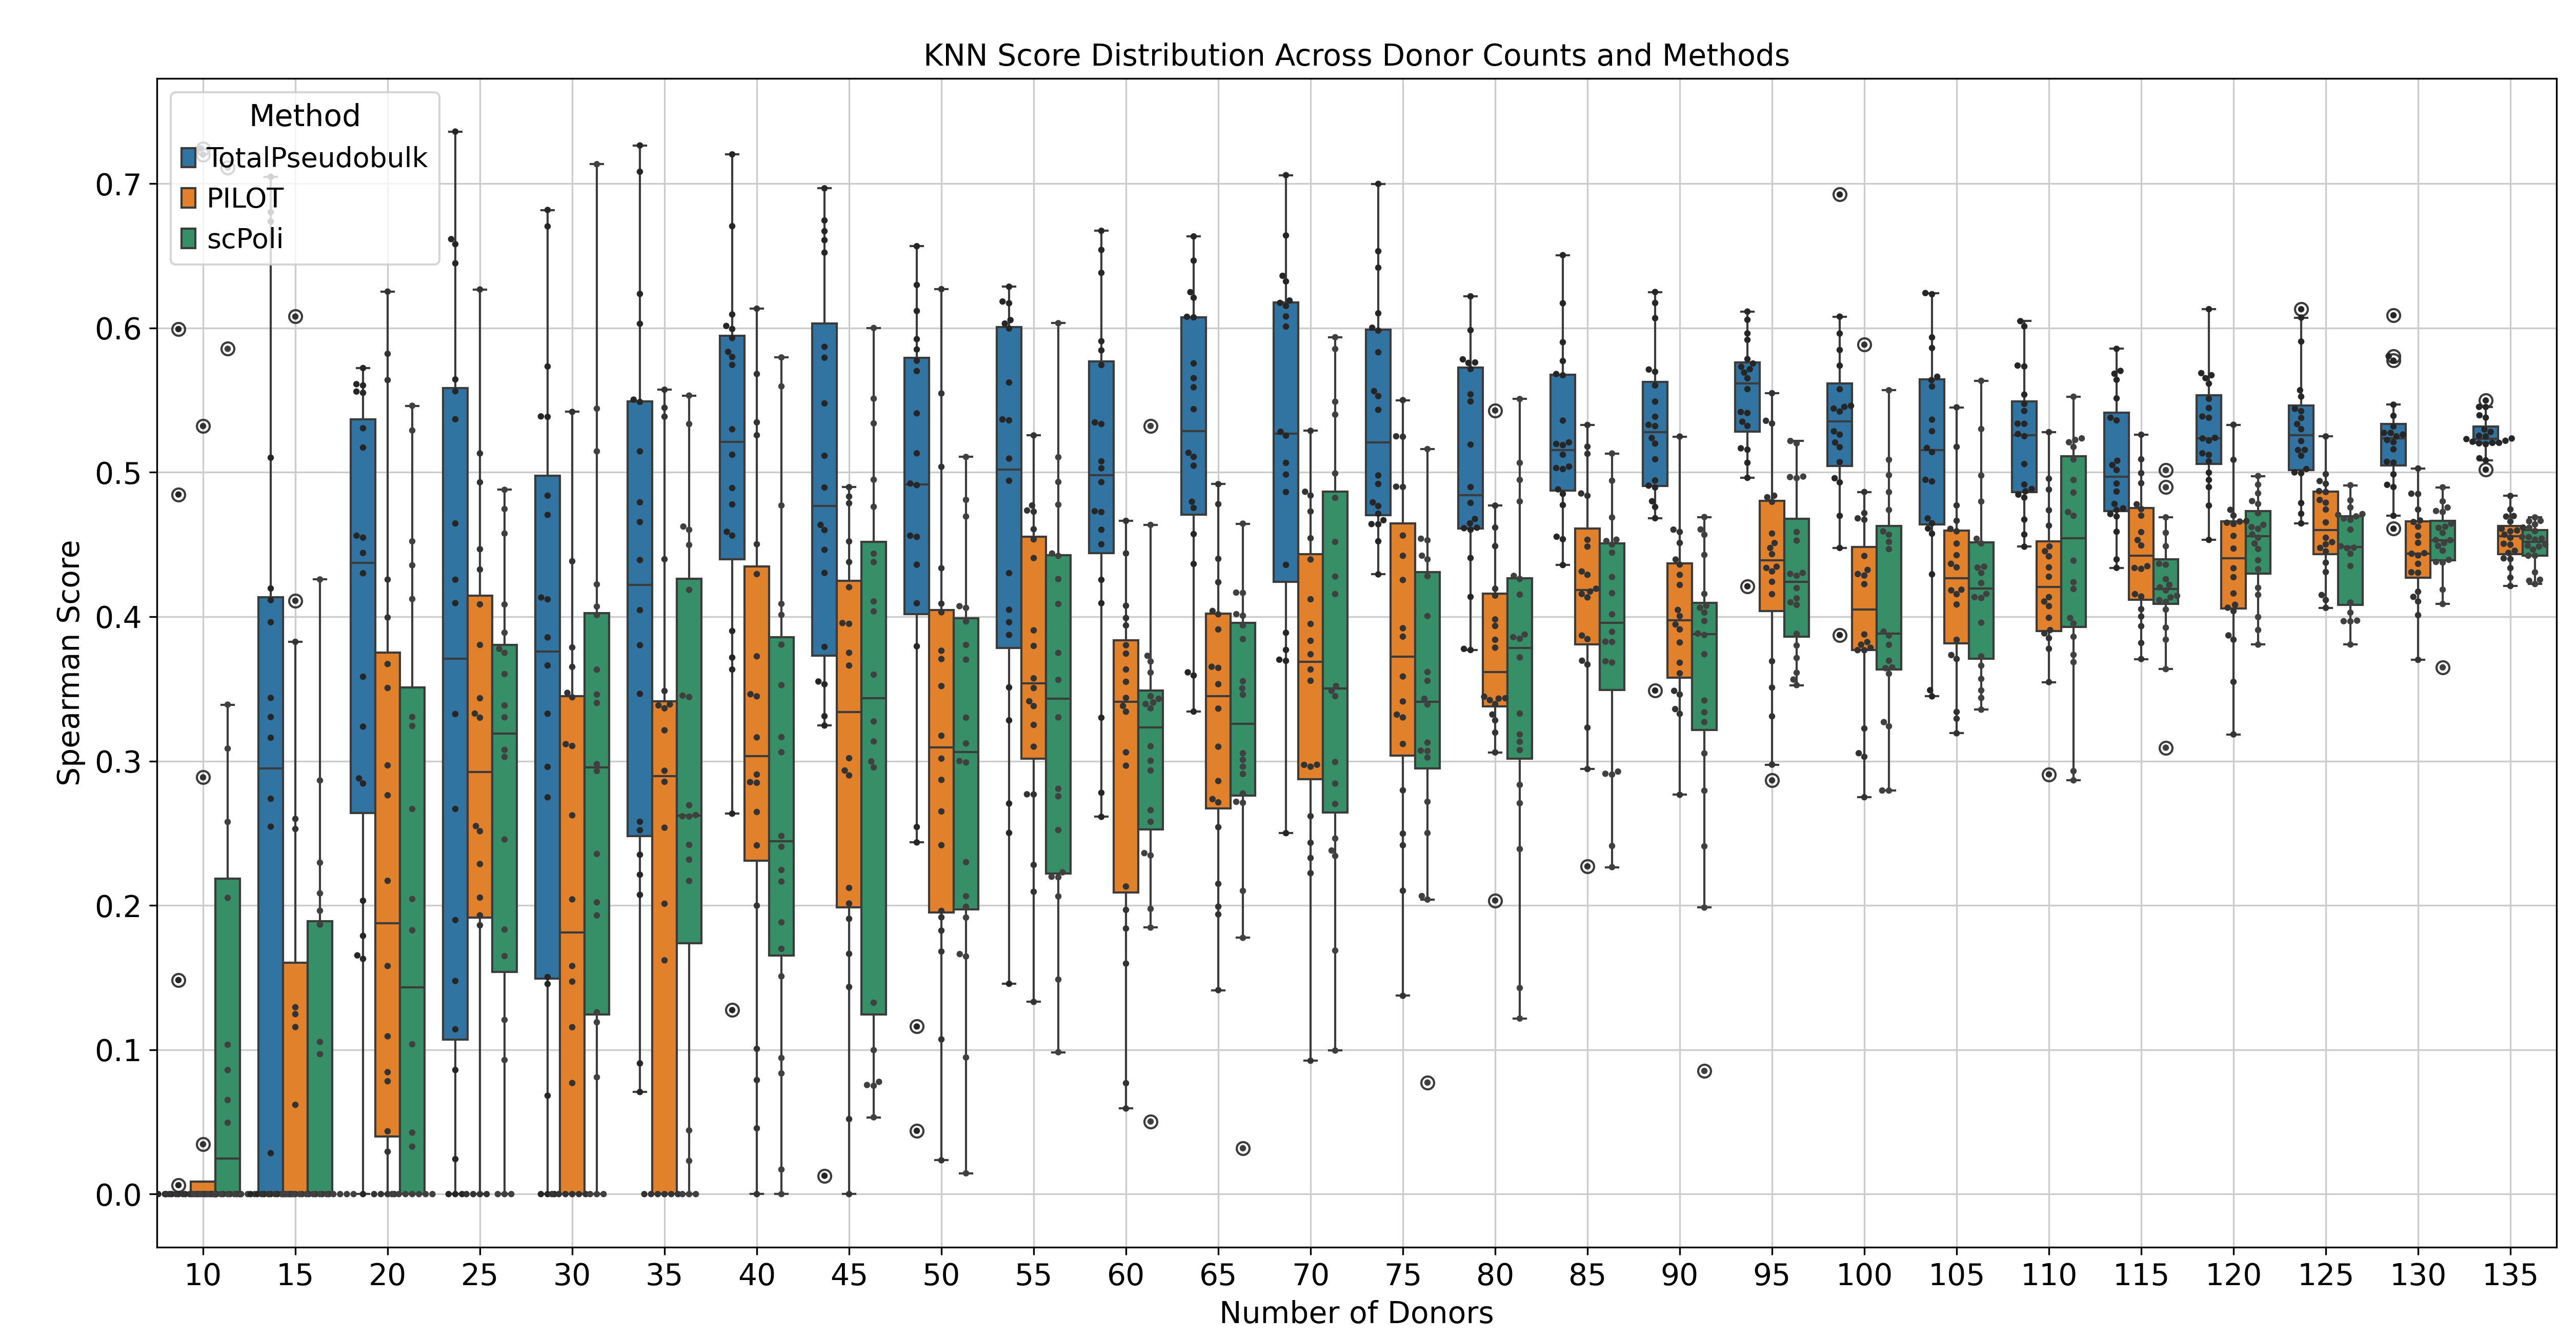 KNN Score Distribution Across Donor Counts and Methods
Method
TotalPseudobulk
PILOT
scPoli
Spearman Score
0.7
0.6
0.5
0.4
0.3
0.2
0.1
0.0
10 15 20 25 30 35 40 45 50 55 60 65 70 75 80 85 90 95 100 105 110 115 120 125 130 135
Number of Donors